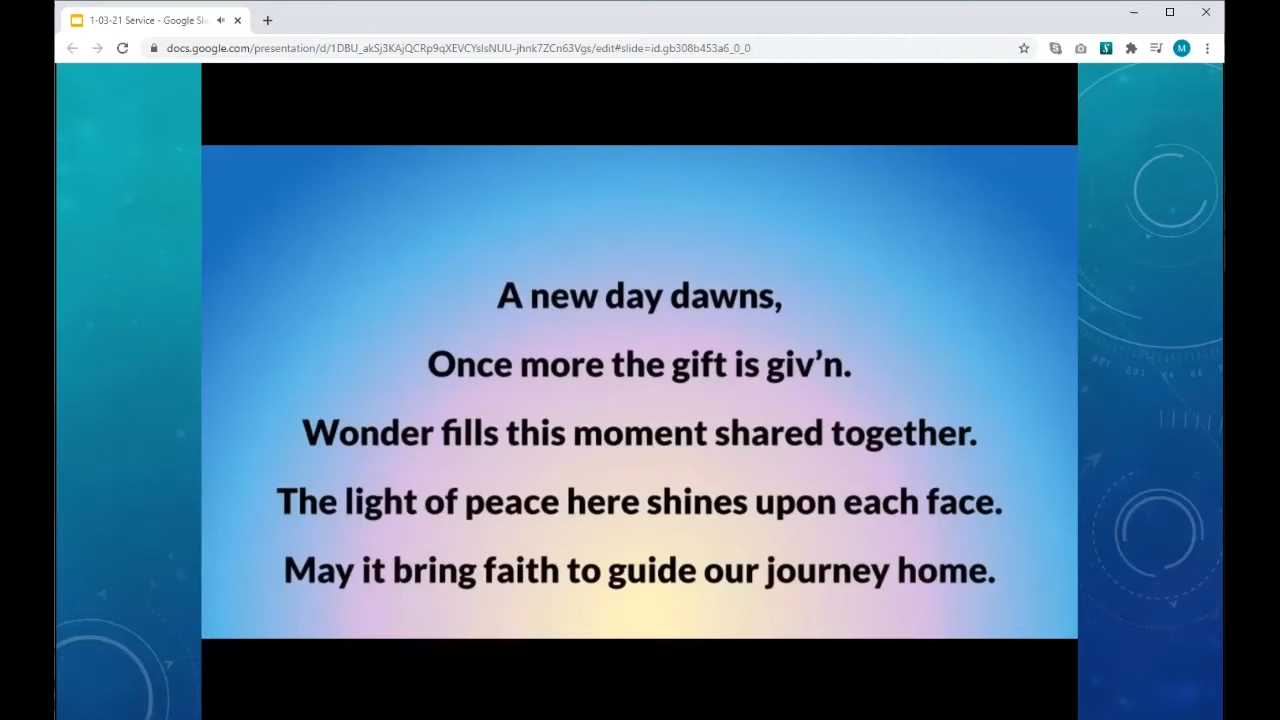 1-03-21 Service - Google Sli
docs.google.com/presentation/d/1DBU_akSj3KAjQCRp9qXEVCYslsNUU-jhnk7ZCn63Vgs/edit#slide=id.gb308b453a6_0_0
M
A new day dawns,
Once more the gift is giv’n.
Wonder fills this moment shared together.
The light of peace here shines upon each face.
May it bring faith to guide our journey home.